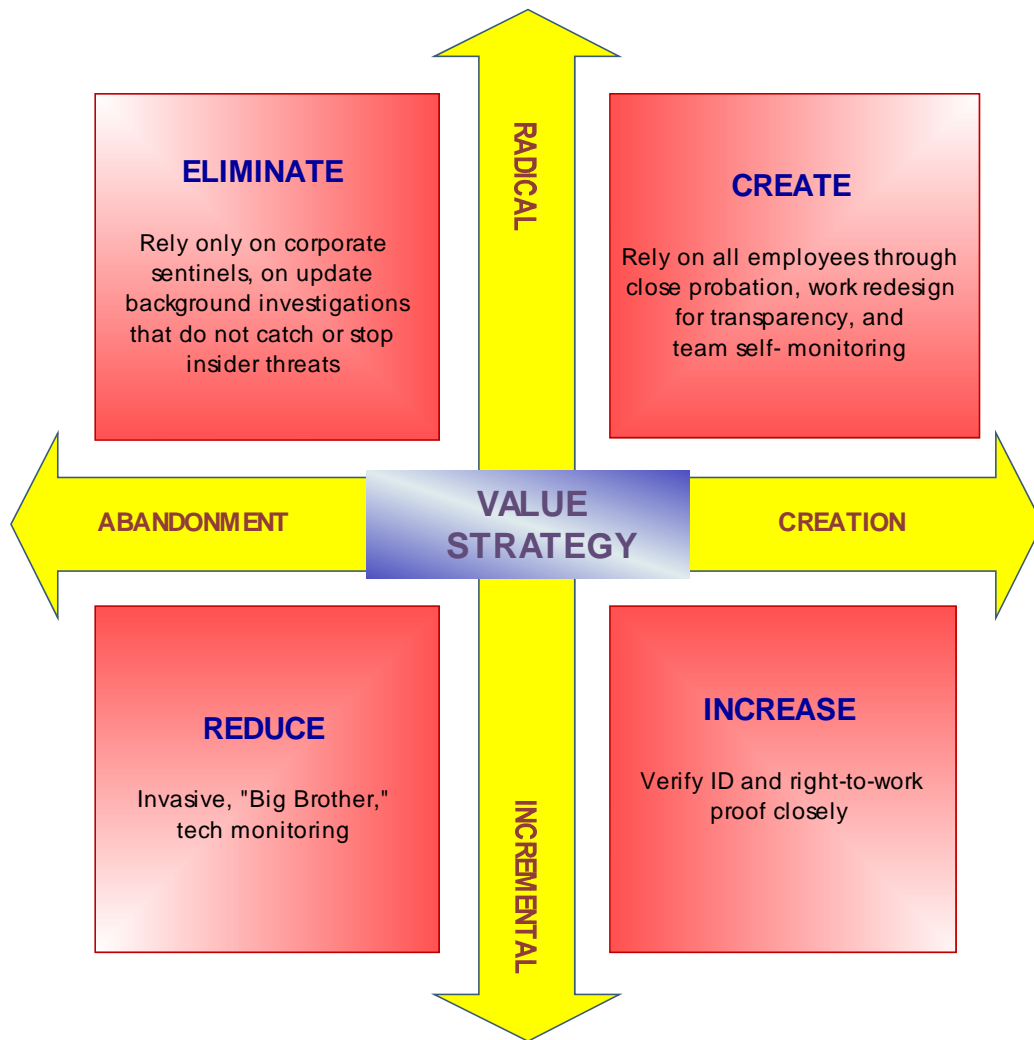 RADICAL
ELIMINATE
Rely only on corporate
sentinels, on update
background investigations
that do not catch or stop
insider threats
CREATE
Rely on all employees through
close probation, work redesign
for transparency, and
team self- monitoring
ABANDONMENT
VALUE
STRATEGY
CREATION
REDUCE
Invasive, "Big Brother,"
tech monitoring
INCREASE
Verify ID and right-to-work
proof closely
INCREMENTAL